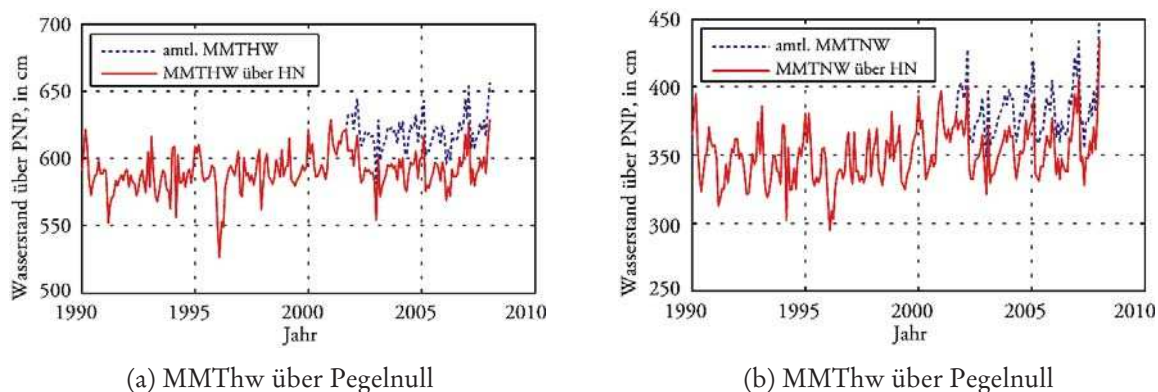 700
650
600
550
500
Wasserstand über PNP, in cm
amtl. MMTHW
MMTHW über HN
1990
1995
2000
2005
2010
Jahr
(a) MMThw über Pegelnull
450
400
350
300
250
Wasserstand über PNP, in cm
amtl. MMTNW
MMTNW über HN
1990
1995
2000
2005
2010
Jahr
(b) MMThw über Pegelnull